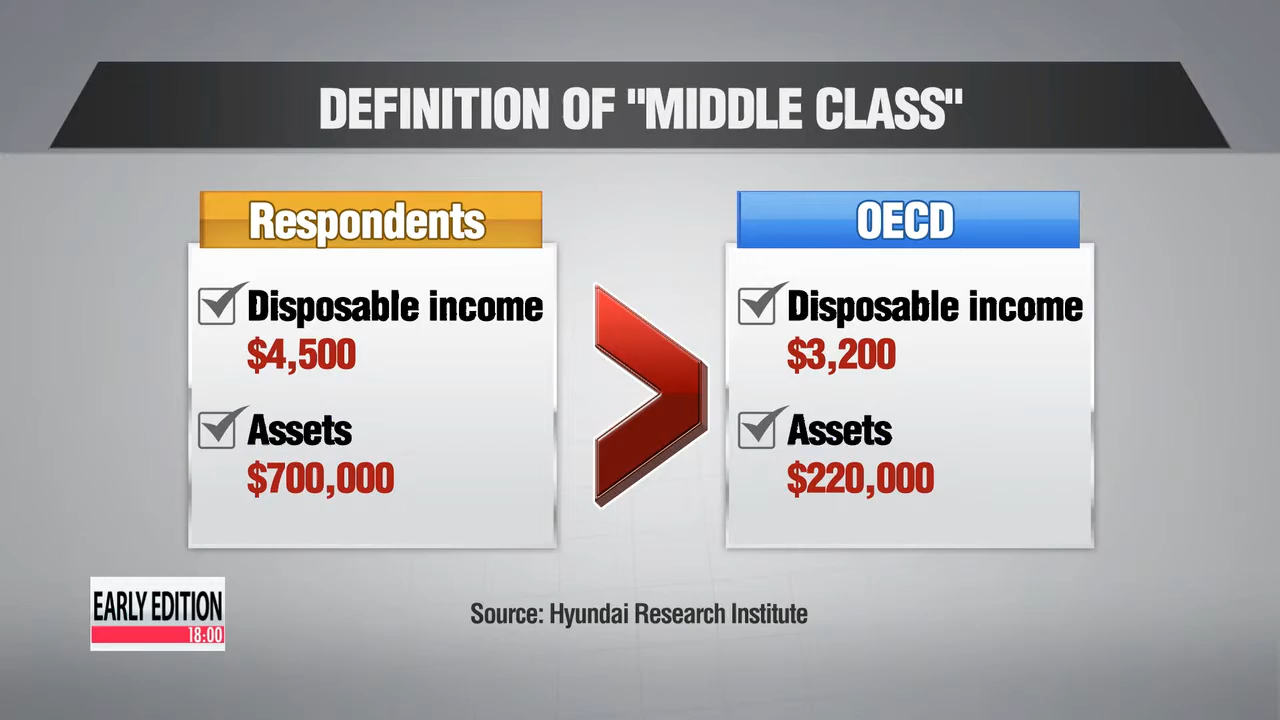 DEFINITION OF "MIDDLE CLASS"
Respondents
Disposable income
$4,500
Assets
$700,000
OECD
Disposable income
$3,200
Assets
$220,000
EARLY EDITION
18:00
Source: Hyundai Research Institute